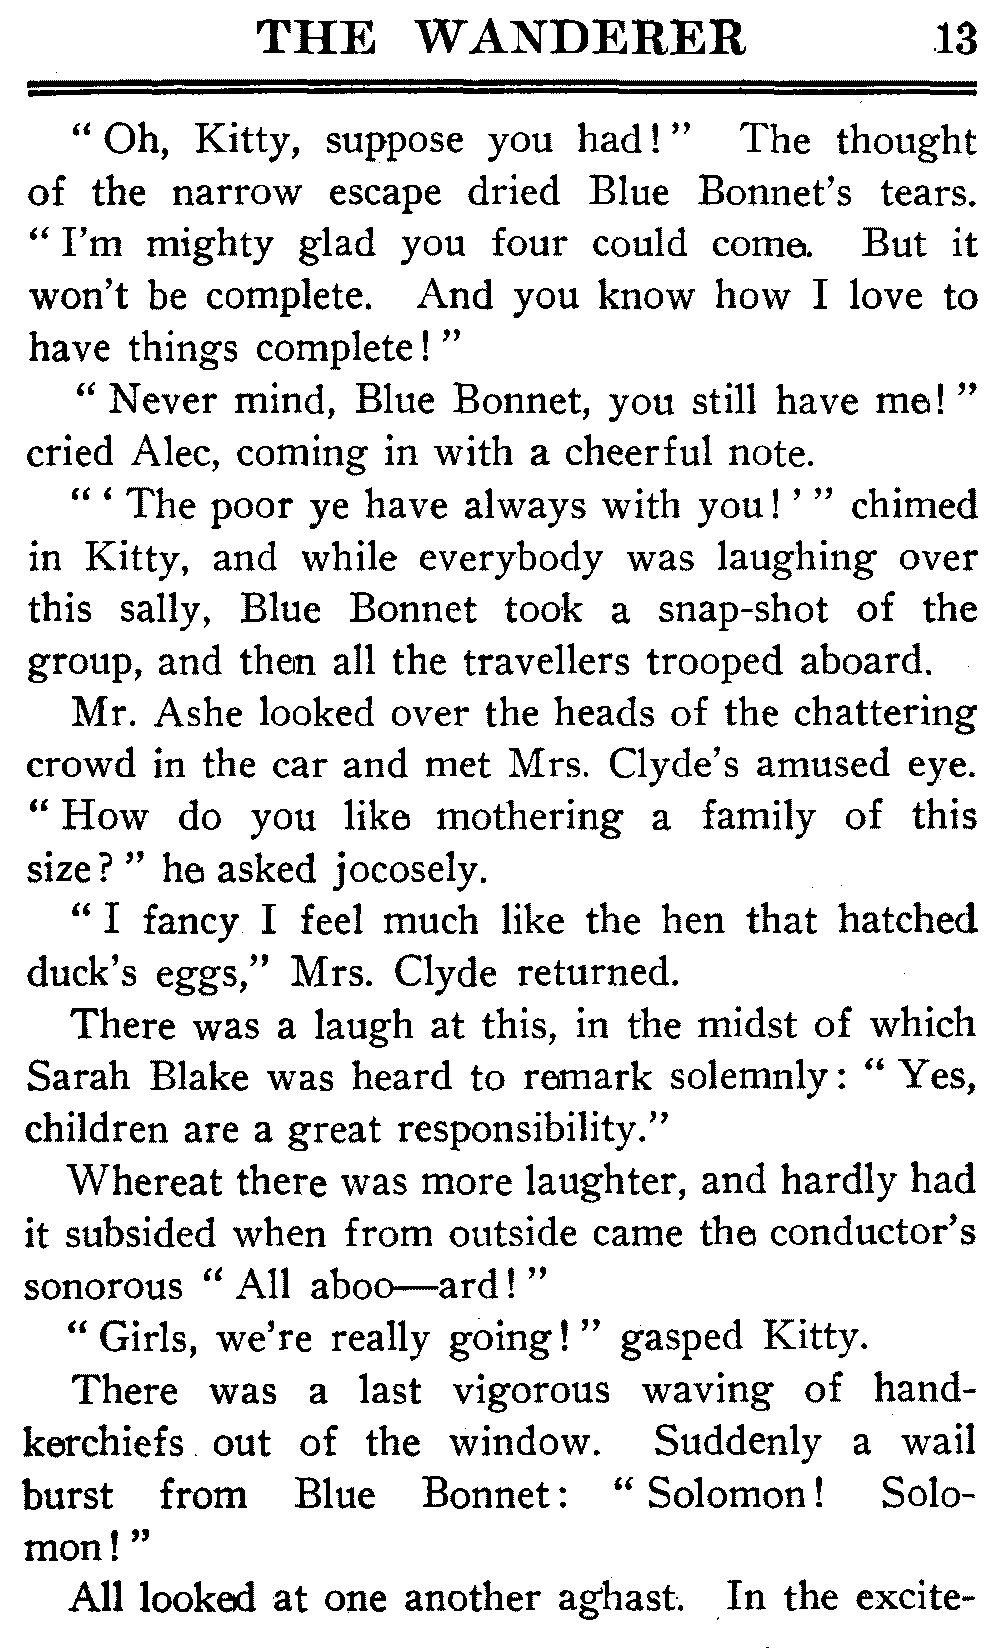 THE WANDERER 13
“ Oh, Kitty, suppose you had! ” The thought
of the narrow escape dried Blue Bonnet's tears.
“ I'm mighty glad you four could come. But it
won't be complete. And you know how I love to
have things complete! ”
“ Never mind, Blue Bonnet, you still have me! ”
cried Alec, coming in with a cheerful note.
“ ‘ The poor ye have always with you! ’ ” chimed
in Kitty, and while everybody was laughing over
this sally, Blue Bonnet took a snap-shot of the
group, and then all the travellers trooped aboard.
Mr. Ashe looked over the heads of the chattering
crowd in the car and met Mrs. Clyde's amused eye.
“ How do you like mothering a family of this
size? ” he asked jocosely.
“ I fancy I feel much like the hen that hatched
duck's eggs,” Mrs. Clyde returned.
There was a laugh at this, in the midst of which
Sarah Blake was heard to remark solemnly: “ Yes,
children are a great responsibility.”
Whereat there was more laughter, and hardly had
it subsided when from outside came the conductor's
sonorous “ All aboo—ard! ”
“ Girls, we're really going! ” gasped Kitty.
There was a last vigorous waving of hand-
kerchiefs out of the window. Suddenly a wail
burst from Blue Bonnet: “ Solomon! Solo-
mon! ”
All looked at one another aghast. In the excite-